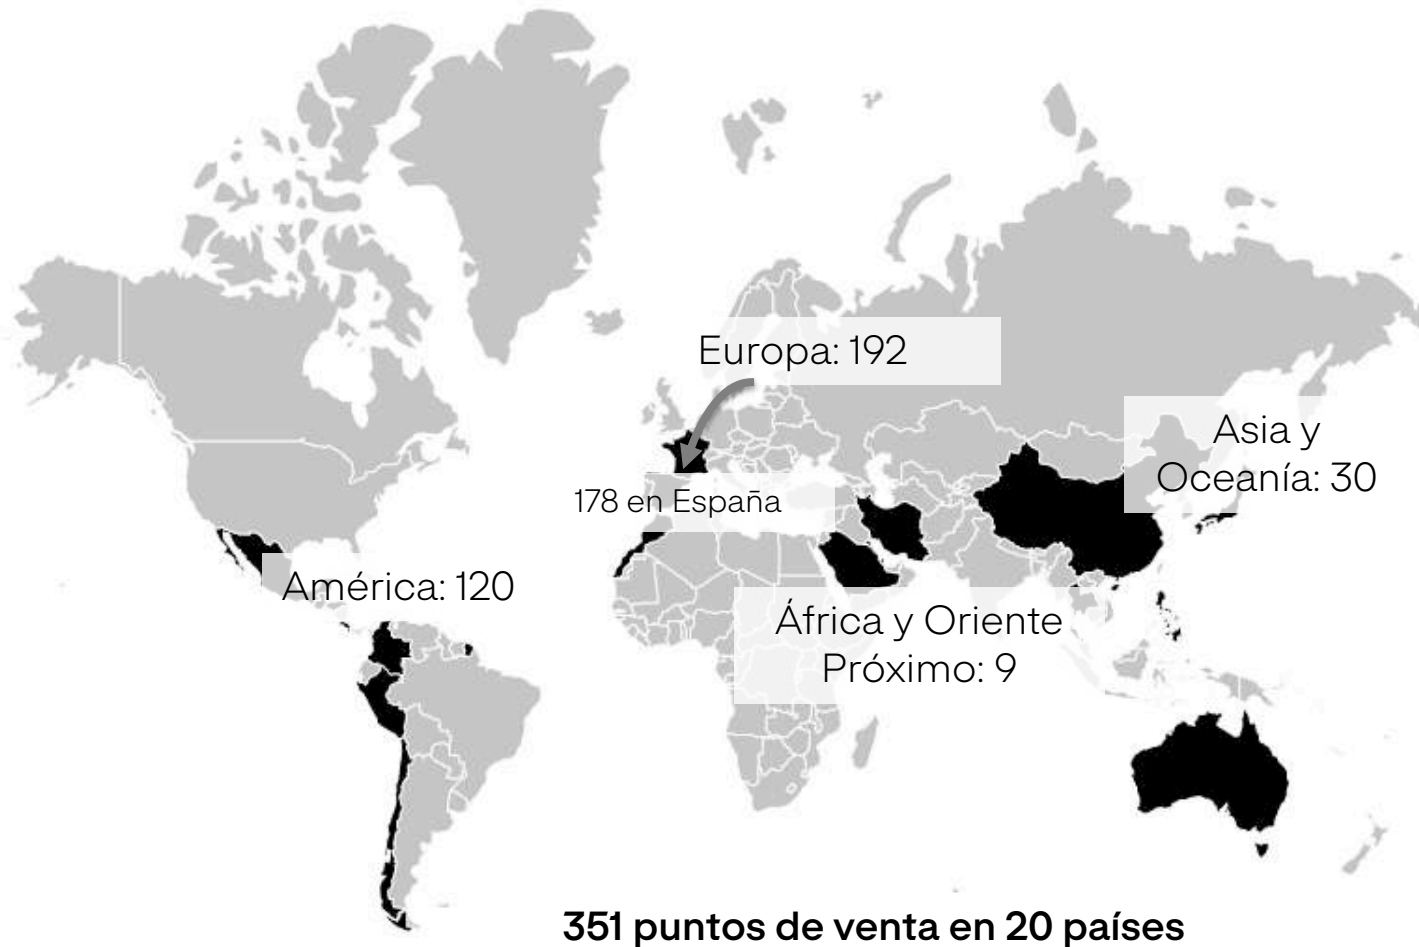 Europa: 192
Asia y
Oceanía: 30
178 en España
América: 120
África y Oriente
Próximo: 9
351 puntos de venta en 20 países